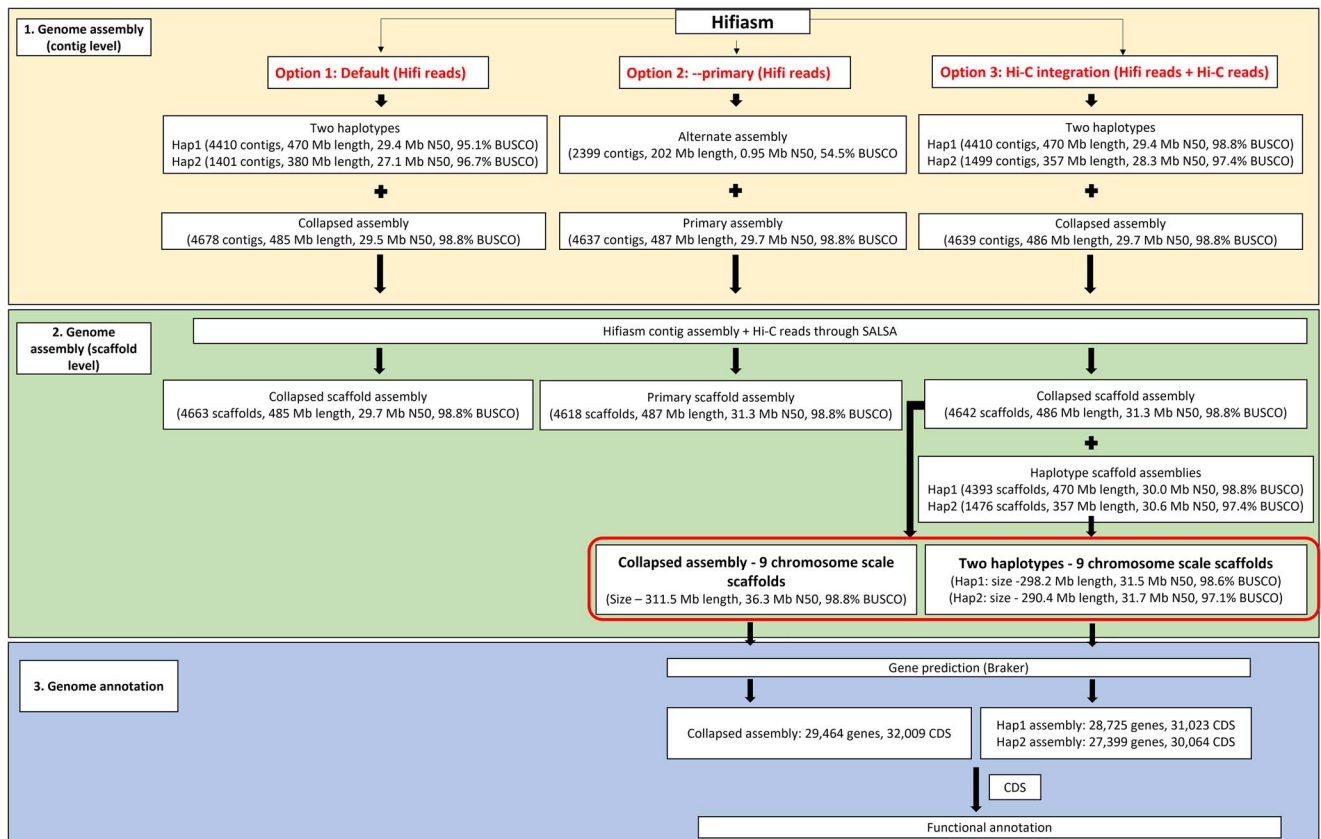 Hifiasm
1. Genome assembly
(contig level)
Option 1: Default (Hifi reads)
Option 2: --primary (Hifi reads)
Option 3: Hi-C integration (Hifi reads + Hi-C reads)
Two haplotypes
Hap1 (4410 contigs, 470 Mb length, 29.4 Mb N50, 95.1% BUSCO)
Hap2 (1401 contigs, 380 Mb length, 27.1 Mb N50, 96.7% BUSCO)
Alternate assembly
(2399 contigs, 202 Mb length, 0.95 Mb N50, 54.5% BUSCO
Two haplotypes
Hap1 (4410 contigs, 470 Mb length, 29.4 Mb N50, 98.8% BUSCO)
Hap2 (1499 contigs, 357 Mb length, 28.3 Mb N50, 97.4% BUSCO)
Collapsed assembly
(4678 contigs, 485 Mb length, 29.5 Mb N50, 98.8% BUSCO)
Primary assembly
(4637 contigs, 487 Mb length, 29.7 Mb N50, 98.8% BUSCO
Collapsed assembly
(4639 contigs, 486 Mb length, 29.7 Mb N50, 98.8% BUSCO)
2. Genome
assembly (scaffold
level)
Hifiasm contig assembly + Hi-C reads through SALSA
Collapsed scaffold assembly
(4663 scaffolds, 485 Mb length, 29.7 Mb N50, 98.8% BUSCO)
Primary scaffold assembly
(4618 scaffolds, 487 Mb length, 31.3 Mb N50, 98.8% BUSCO)
Collapsed scaffold assembly
(4642 scaffolds, 486 Mb length, 31.3 Mb N50, 98.8% BUSCO)
Haplotype scaffold assemblies
Hap1 (4393 scaffolds, 470 Mb length, 30.0 Mb N50, 98.8% BUSCO)
Hap2 (1476 scaffolds, 357 Mb length, 30.6 Mb N50, 97.4% BUSCO)
Collapsed assembly - 9 chromosome scale
scaffolds
(Size – 311.5 Mb length, 36.3 Mb N50, 98.8% BUSCO)
Two haplotypes - 9 chromosome scale scaffolds
(Hap1: size -298.2 Mb length, 31.5 Mb N50, 98.6% BUSCO)
(Hap2: size - 290.4 Mb length, 31.7 Mb N50, 97.1% BUSCO)
3. Genome annotation
Gene prediction (Braker)
Collapsed assembly: 29,464 genes, 32,009 CDS
Hap1 assembly: 28,725 genes, 31,023 CDS
Hap2 assembly: 27,399 genes, 30,064 CDS
CDS
Functional annotation